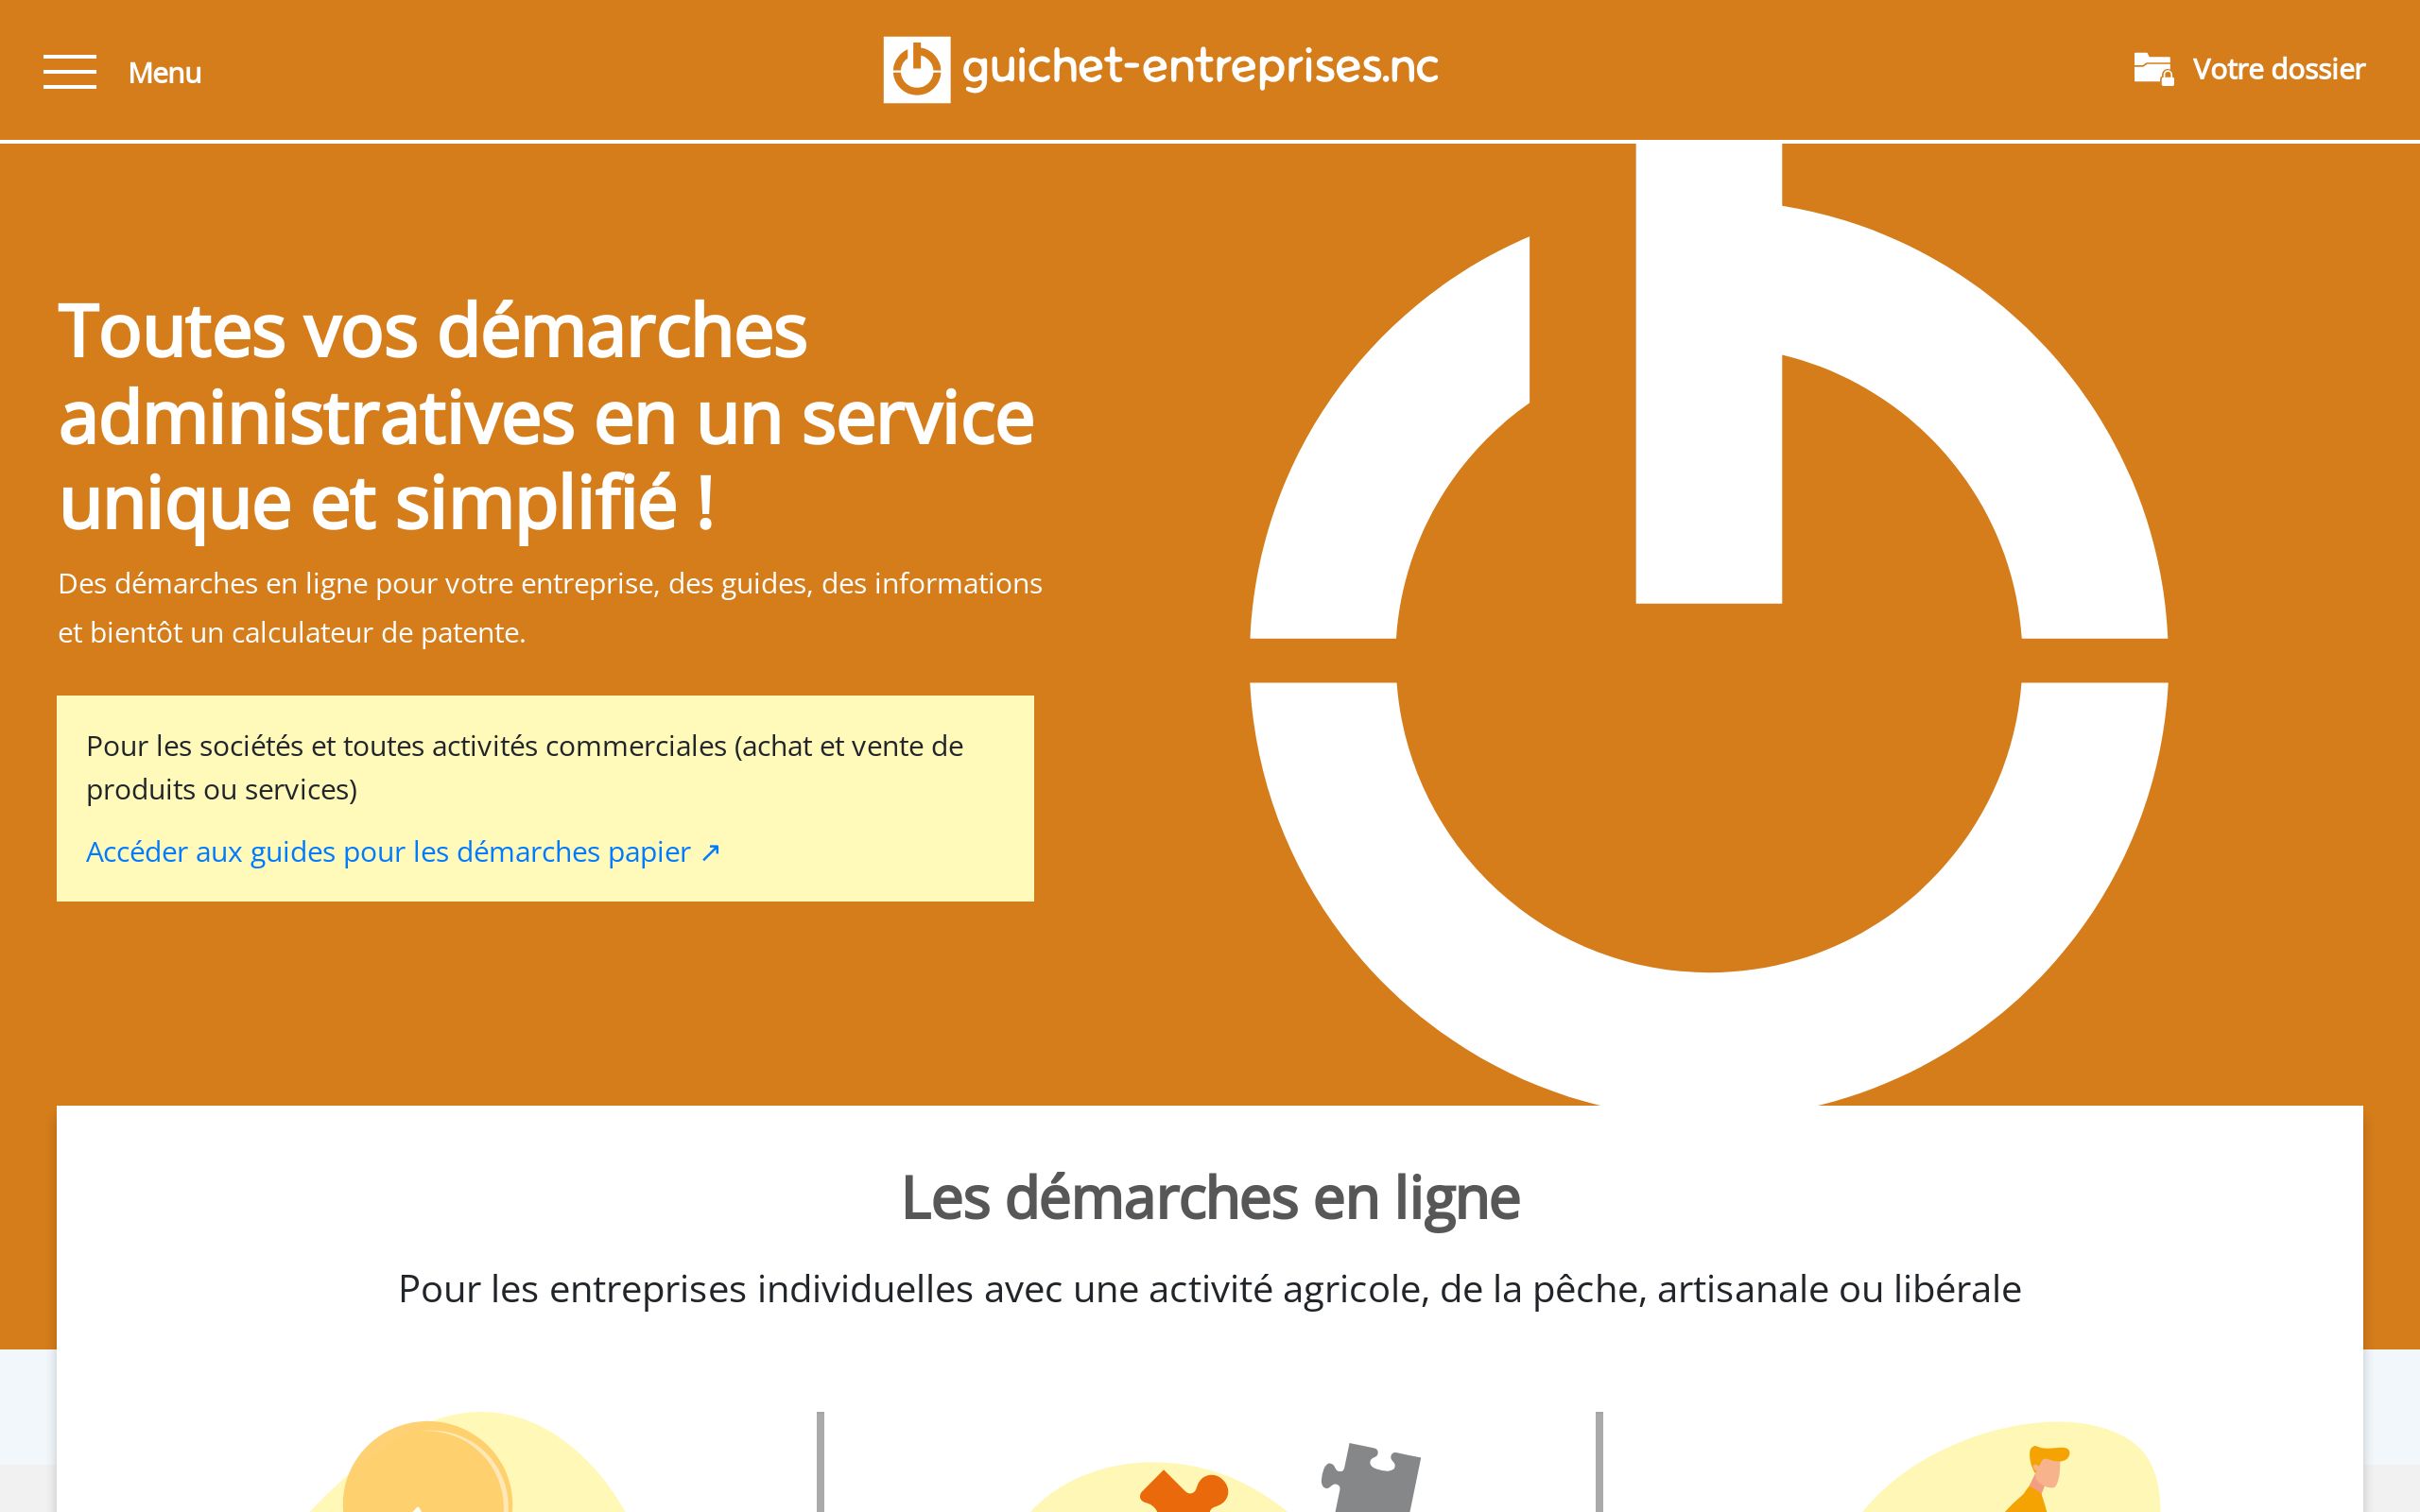 Menu
guichet-entreprises.nc
Votre dossier
Toutes vos démarches
administratives en un service
unique et simplifié !
Des démarches en ligne pour votre entreprise, des guides, des informations
et bientôt un calculateur de patente.
Pour les sociétés et toutes activités commerciales (achat et vente de
produits ou services)
Accéder aux guides pour les démarches papier ↗
Les démarches en ligne
Pour les entreprises individuelles avec une activité agricole, de la pêche, artisanale ou libérale